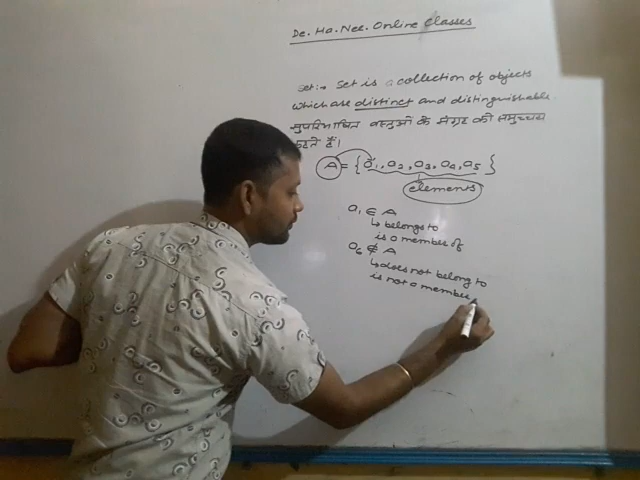 De. Ha. Nee. Online Classes
Set:→ Set is a collection of objects
which are distinct and distinguishable
सुपरिभाषित वस्तुओं के संग्रह को समुच्चय
कहते हैं।
A = { a1, a2, a3, a4, a5 }
elements
a1 ∈ A
↳ belongs to
is a member of
a6 ∉ A
↳ does not belong to
is not a member